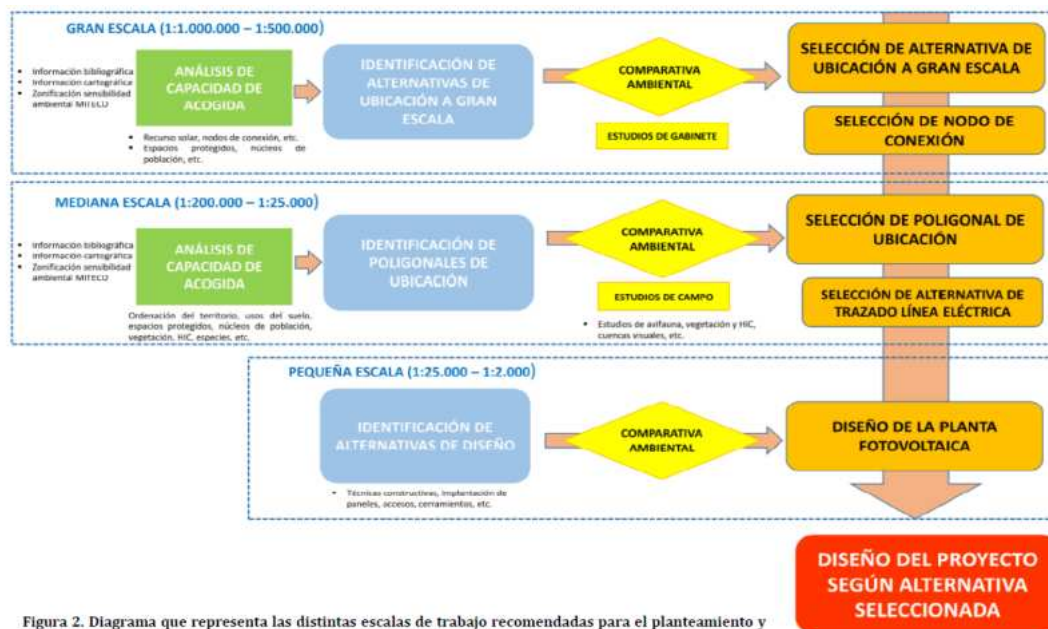 GRAN ESCALA (1:1.000.000 – 1:500.000)
▪ Información bibliográfica
▪ Información cartográfica
▪ Zonificación sensibilidad
ambiental MITECO
ANÁLISIS DE
CAPACIDAD DE
ACOGIDA
▪ Recurso solar, nodos de conexión, etc.
▪ Espacios protegidos, núcleos de
población, etc.
IDENTIFICACIÓN DE
ALTERNATIVAS DE
UBICACIÓN A GRAN
ESCALA
COMPARATIVA
AMBIENTAL
ESTUDIOS DE GABINETE
SELECCIÓN DE ALTERNATIVA DE
UBICACIÓN A GRAN ESCALA
SELECCIÓN DE NODO DE
CONEXIÓN
MEDIANA ESCALA (1:200.000 – 1:25.000)
▪ Información bibliográfica
▪ Información cartográfica
▪ Zonificación sensibilidad
ambiental MITECO
ANÁLISIS DE
CAPACIDAD DE
ACOGIDA
Ordenación del territorio, usos del suelo,
espacios protegidos, núcleos de población,
vegetación, HIC, especies, etc.
IDENTIFICACIÓN DE
POLIGONALES DE
UBICACIÓN
COMPARATIVA
AMBIENTAL
ESTUDIOS DE CAMPO
▪ Estudios de avifauna, vegetación y HIC,
cuencas visuales, etc.
SELECCIÓN DE POLIGONAL DE
UBICACIÓN
SELECCIÓN DE ALTERNATIVA DE
TRAZADO LÍNEA ELÉCTRICA
PEQUEÑA ESCALA (1:25.000 – 1:2.000)
IDENTIFICACIÓN DE
ALTERNATIVAS DE DISEÑO
▪ Técnicas constructivas, implantación de
paneles, accesos, cerramientos, etc.
COMPARATIVA
AMBIENTAL
DISEÑO DE LA PLANTA
FOTOVOLTAICA
DISEÑO DEL PROYECTO
SEGÚN ALTERNATIVA
SELECCIONADA
Figura 2. Diagrama que representa las distintas escalas de trabajo recomendadas para el planteamiento y